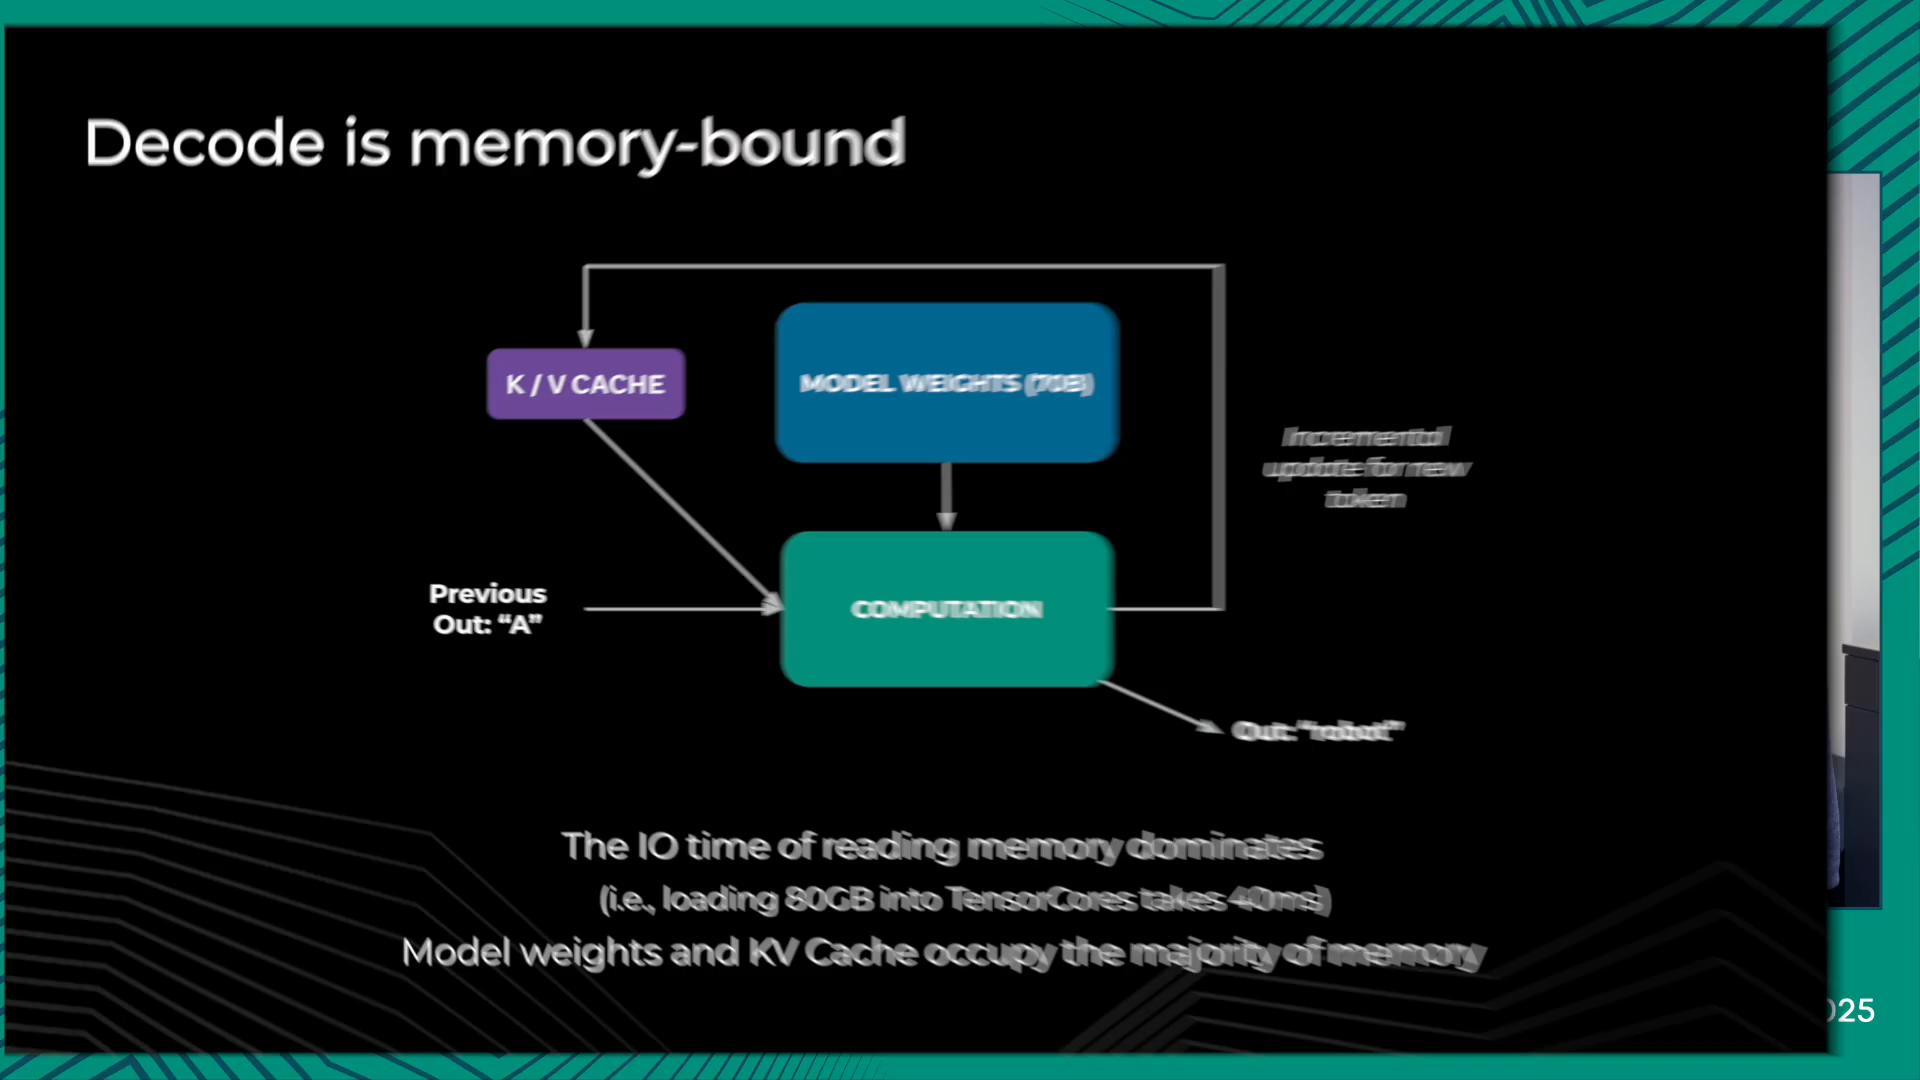 Decode is memory-bound
K / V CACHE
MODEL WEIGHTS (70B)
Incremental
update for new
token
Previous
Out: “A”
COMPUTATION
Out: “robot”
The IO time of reading memory dominates
(i.e., loading 80GB into TensorCores takes 40ms)
Model weights and KV Cache occupy the majority of memory
025